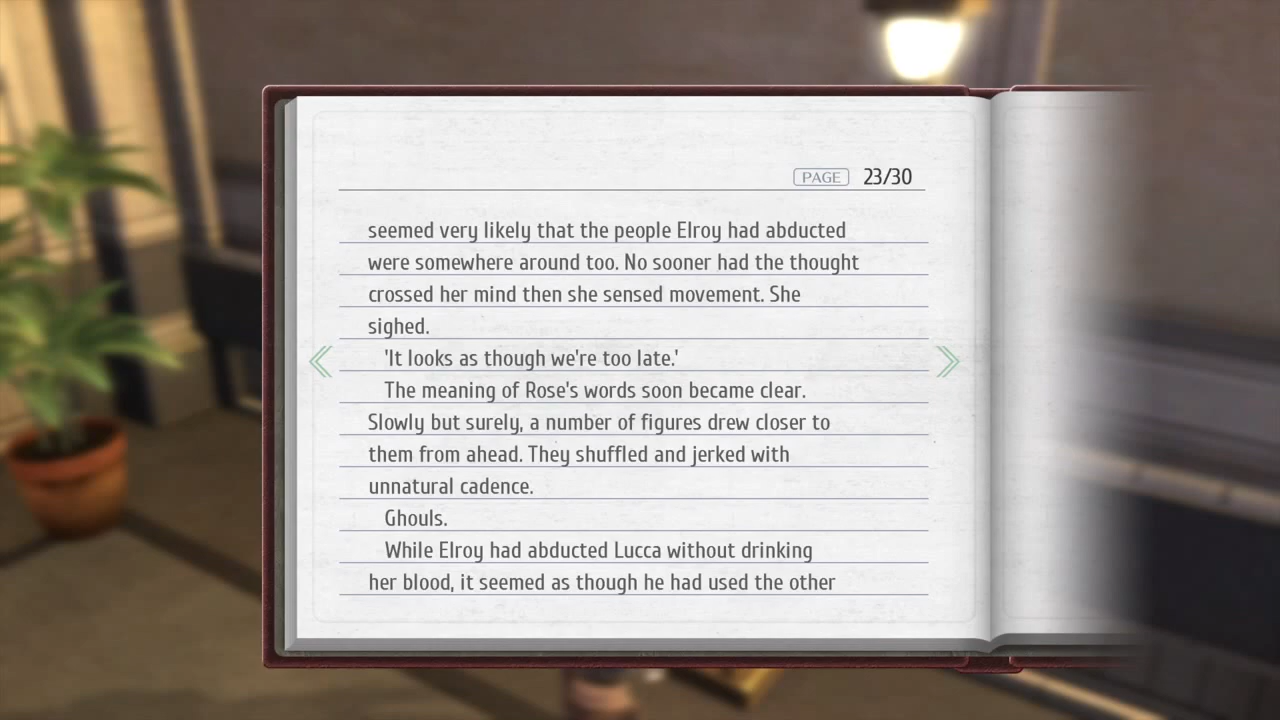 PAGE 23/30
seemed very likely that the people Elroy had abducted
were somewhere around too. No sooner had the thought
crossed her mind then she sensed movement. She
sighed.
'It looks as though we're too late.'
The meaning of Rose's words soon became clear.
Slowly but surely, a number of figures drew closer to
them from ahead. They shuffled and jerked with
unnatural cadence.
Ghouls.
While Elroy had abducted Lucca without drinking
her blood, it seemed as though he had used the other